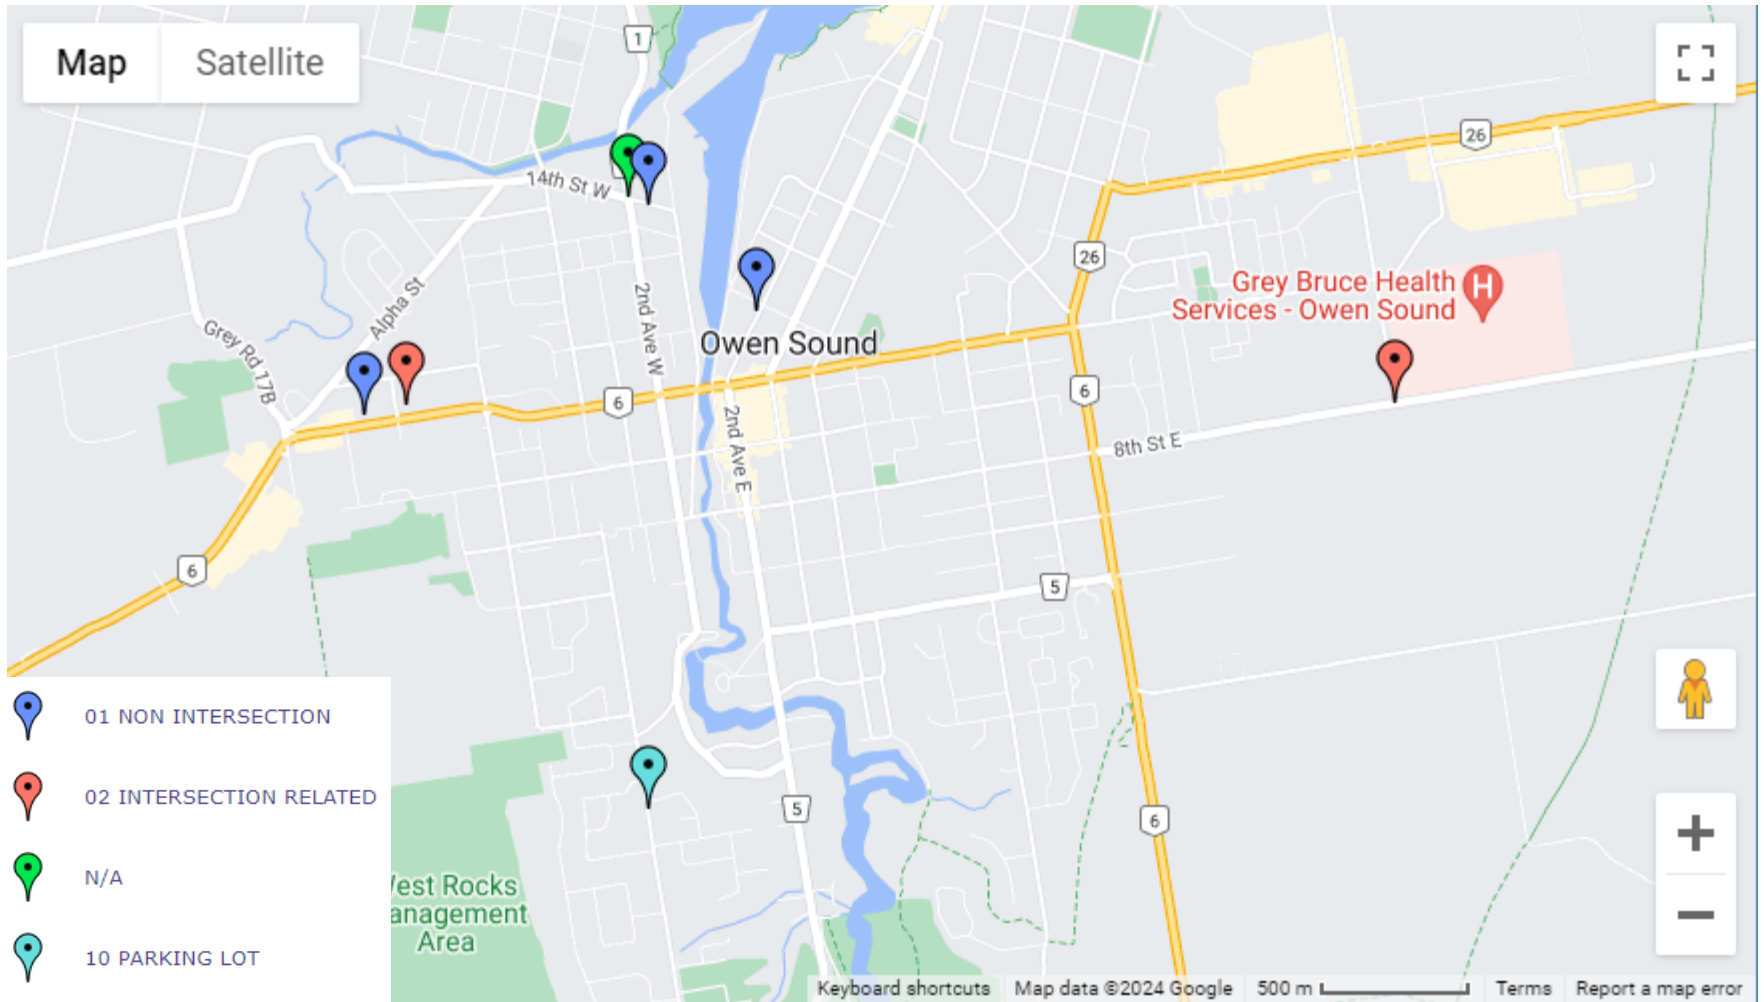 Map
Satellite
1
26
14th St W
26
Grey Bruce Health
Services - Owen Sound
H
Alpha St
2nd Ave W
Grey Rd 17B
Owen Sound
6
6
2nd Ave E
8th St E
6
5
01 NON INTERSECTION
02 INTERSECTION RELATED
N/A
10 PARKING LOT
5
6
West Rocks
anagement
Area
Keyboard shortcuts
Map data ©2024 Google
500 m
Terms
Report a map error